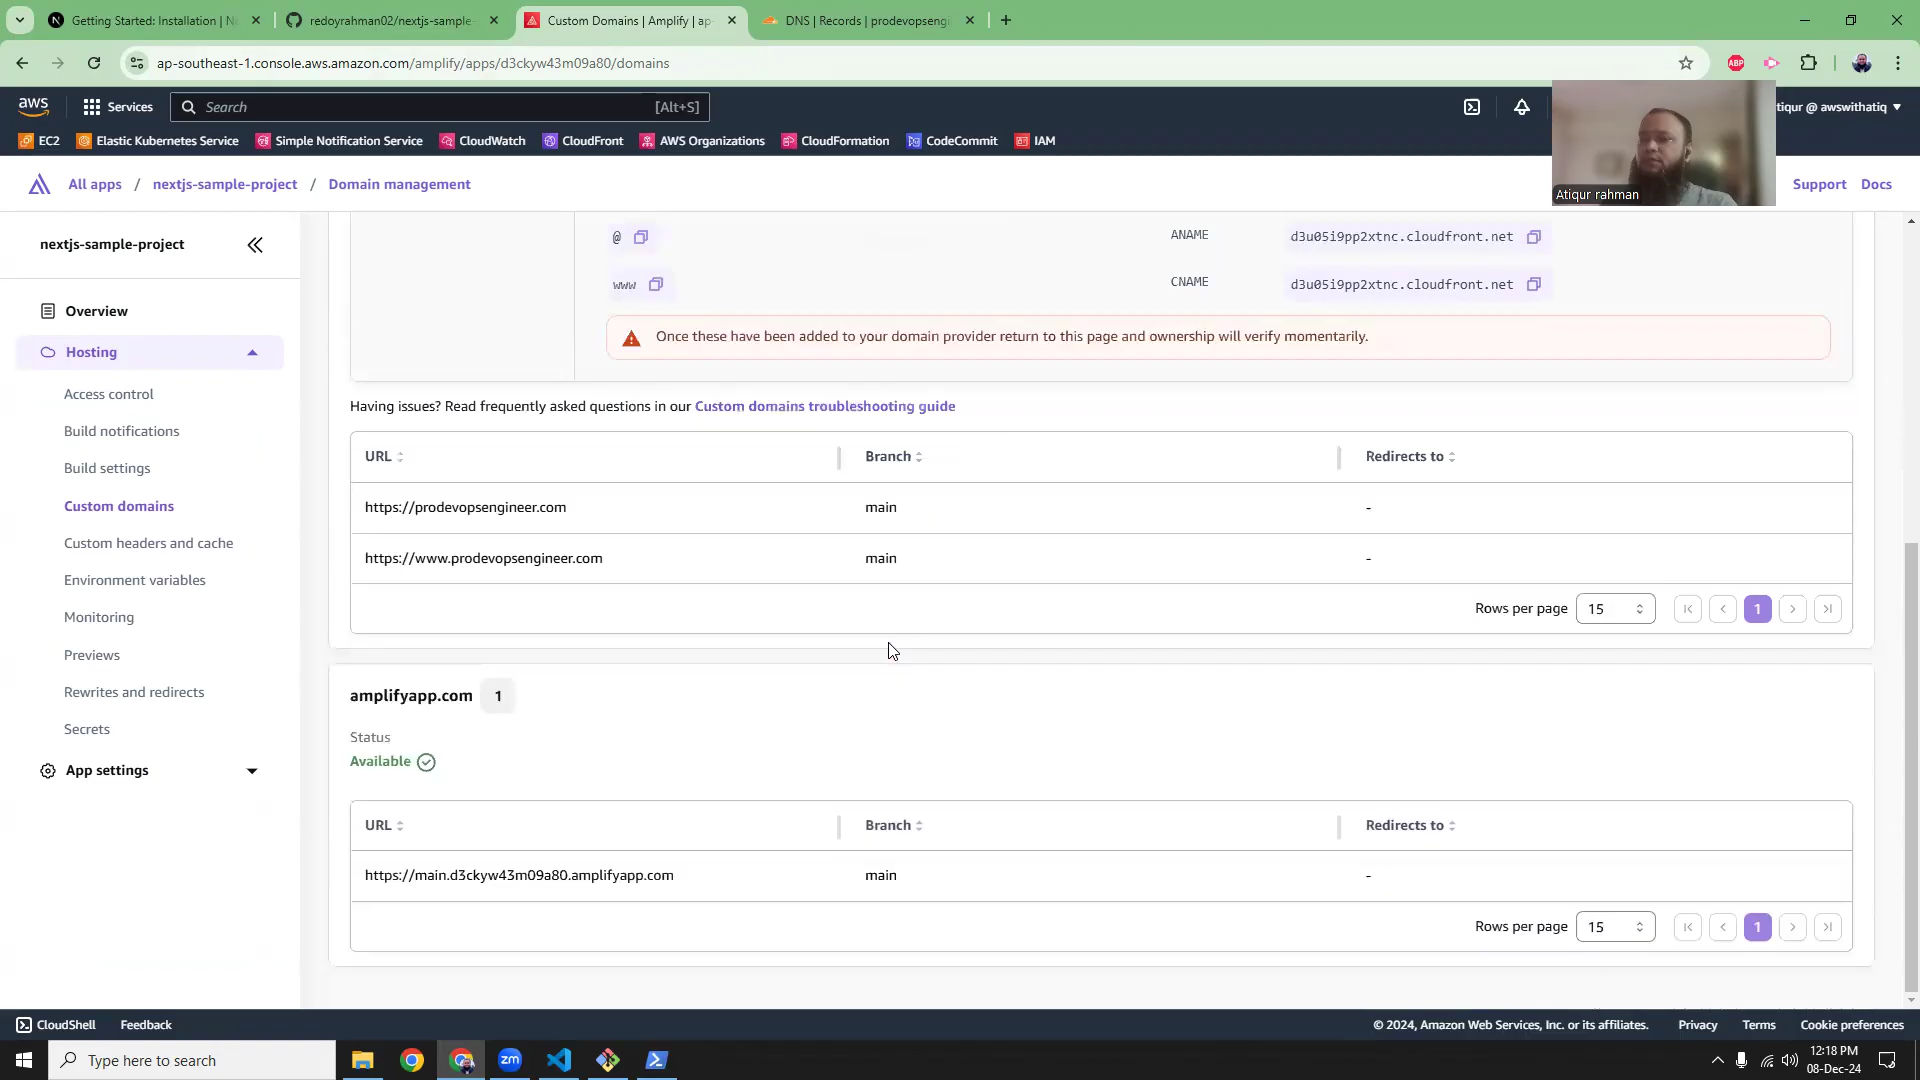 Getting Started: Installation | N
redoyrahman02/nextjs-sample-
Custom Domains | Amplify | ap-
DNS | Records | prodevopsengi
ap-southeast-1.console.aws.amazon.com/amplify/apps/d3ckyw43m09a80/domains
ABP
aws
Services
Search
[Alt+S]
tiqur @ awswithatiq
EC2
Elastic Kubernetes Service
Simple Notification Service
CloudWatch
CloudFront
AWS Organizations
CloudFormation
CodeCommit
IAM
Atiqur rahman
All apps / nextjs-sample-project / Domain management
Support
Docs
nextjs-sample-project
Overview
Hosting
Access control
Build notifications
Build settings
Custom domains
Custom headers and cache
Environment variables
Monitoring
Previews
Rewrites and redirects
Secrets
App settings
@ ANAME d3u05i9pp2xtnc.cloudfront.net
www CNAME d3u05i9pp2xtnc.cloudfront.net
Once these have been added to your domain provider return to this page and ownership will verify momentarily.
Having issues? Read frequently asked questions in our Custom domains troubleshooting guide
URL Branch Redirects to
https://prodevopsengineer.com main -
https://www.prodevopsengineer.com main -
Rows per page 15 1
amplifyapp.com 1
Status
Available
URL Branch Redirects to
https://main.d3ckyw43m09a80.amplifyapp.com main -
Rows per page 15 1
CloudShell
Feedback
© 2024, Amazon Web Services, Inc. or its affiliates.
Privacy
Terms
Cookie preferences
Type here to search
zm
12:18 PM
08-Dec-24